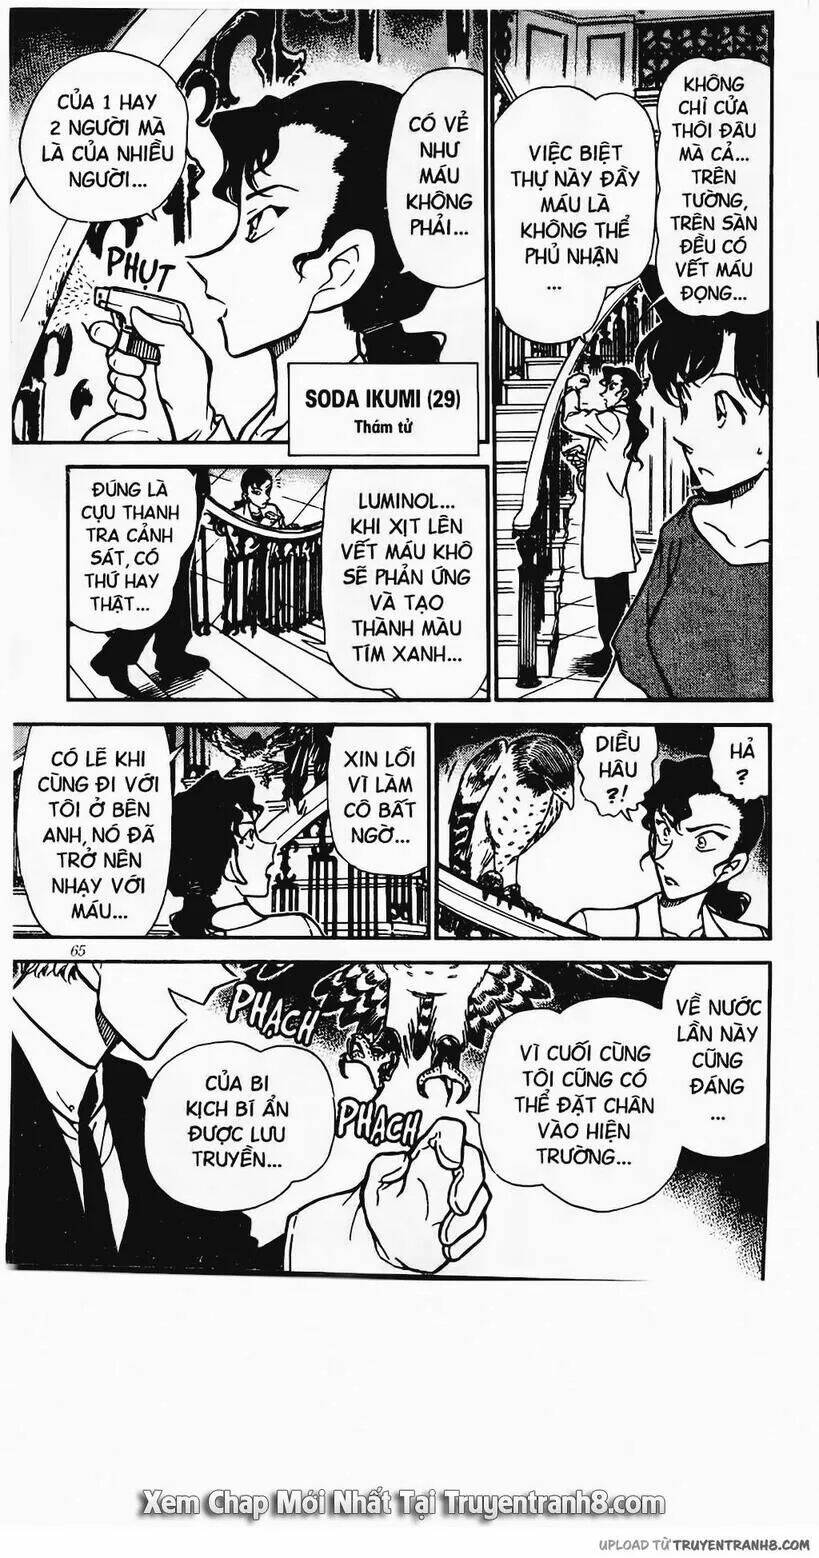 KHÔNG
CHỈ CỬA
THÔI ĐÂU
MÀ CẢ...
TRÊN
TƯỜNG,
TRÊN SÀN
ĐỀU CÓ
VẾT MÁU
ĐỌNG...
VIỆC BIỆT
THỰ NÀY ĐẦY
MÁU LÀ
KHÔNG THỂ
PHỦ NHẬN
...
CÓ VẺ
NHƯ
MÁU
KHÔNG
PHẢI...
CỦA 1 HAY
2 NGƯỜI MÀ
LÀ CỦA NHIỀU
NGƯỜI...
PHỤT
SODA IKUMI (29)
Thám tử
LUMINOL...
KHI XỊT LÊN
VẾT MÁU KHÔ
SẼ PHẢN ỨNG
VÀ TẠO
THÀNH MÀU
TÍM XANH...
ĐÚNG LÀ
CỰU THANH
TRA CẢNH
SÁT, CÓ
THỨ HAY
THẬT...
HẢ
?
DIỀU
HÂU
?!
XIN LỖI
VÌ LÀM
CÔ BẤT
NGỜ...
CÓ LẼ KHI
CÙNG ĐI VỚI
TÔI Ở BÊN
ANH, NÓ ĐÃ
TRỞ NÊN
NHẠY VỚI
MÁU...
65
VỀ NƯỚC
LẦN NÀY
CŨNG
ĐÁNG
...
VÌ CUỐI CÙNG
TÔI CŨNG CÓ
THỂ ĐẶT CHÂN
VÀO HIỆN
TRƯỜNG...
PHẠCH
PHẠCH
CỦA BI
KỊCH BÍ ẨN
ĐƯỢC LƯU
TRUYỀN...
Xem Chap Mới Nhất Tại Truyentranh8.com
UPLOAD TỪ TRUYENTRANH8.COM